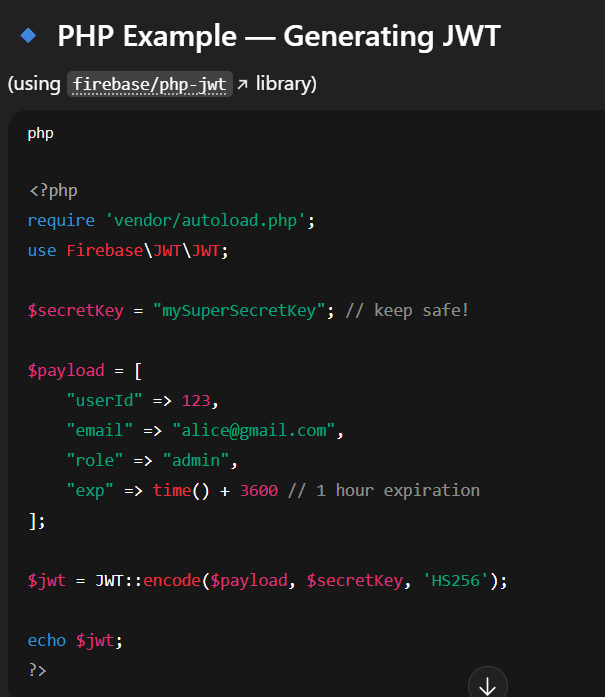 PHP Example — Generating JWT
(using firebase/php-jwt library)
php
<?php
require 'vendor/autoload.php';
use Firebase\JWT\JWT;
$secretKey = "mySuperSecretKey"; // keep safe!
$payload = [
    "userId" => 123,
    "email" => "alice@gmail.com",
    "role" => "admin",
    "exp" => time() + 3600 // 1 hour expiration
];
$jwt = JWT::encode($payload, $secretKey, 'HS256');
echo $jwt;
?>